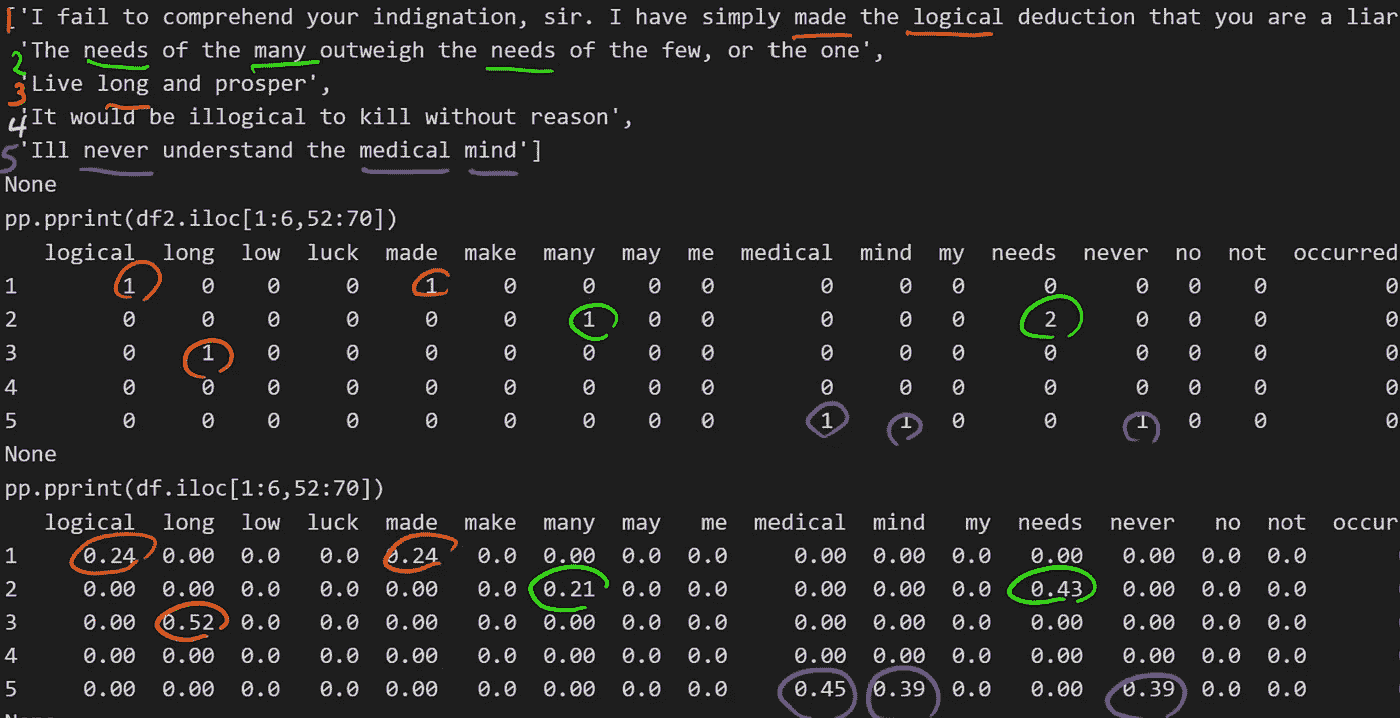 1 ['I fail to comprehend your indignation, sir. I have simply made the logical deduction that you are a liar
2 'The needs of the many outweigh the needs of the few, or the one',
3 'Live long and prosper',
4 'It would be illogical to kill without reason',
5 'Ill never understand the medical mind']
None
pp.pprint(df2.iloc[1:6,52:70])
logical long low luck made make many may me medical mind my needs never no not occurred
1 1 0 0 0 1 0 0 0 0 0 0 0 0 0 0 0 0
2 0 0 0 0 0 0 1 0 0 0 0 0 2 0 0 0 0
3 0 1 0 0 0 0 0 0 0 0 0 0 0 0 0 0 0
4 0 0 0 0 0 0 0 0 0 0 0 0 0 0 0 0 0
5 0 0 0 0 0 0 0 0 0 1 1 0 0 1 0 0 0
None
pp.pprint(df.iloc[1:6,52:70])
logical long low luck made make many may me medical mind my needs never no not occur
1 0.24 0.00 0.0 0.0 0.24 0.0 0.00 0.0 0.0 0.00 0.00 0.0 0.00 0.00 0.0 0.0
2 0.00 0.00 0.0 0.0 0.00 0.0 0.21 0.0 0.0 0.00 0.00 0.0 0.43 0.00 0.0 0.0
3 0.00 0.52 0.0 0.0 0.00 0.0 0.00 0.0 0.0 0.00 0.00 0.0 0.00 0.00 0.0 0.0
4 0.00 0.00 0.0 0.0 0.00 0.0 0.00 0.0 0.0 0.00 0.00 0.0 0.00 0.00 0.0 0.0
5 0.00 0.00 0.0 0.0 0.00 0.0 0.00 0.0 0.0 0.45 0.39 0.0 0.00 0.39 0.0 0.0